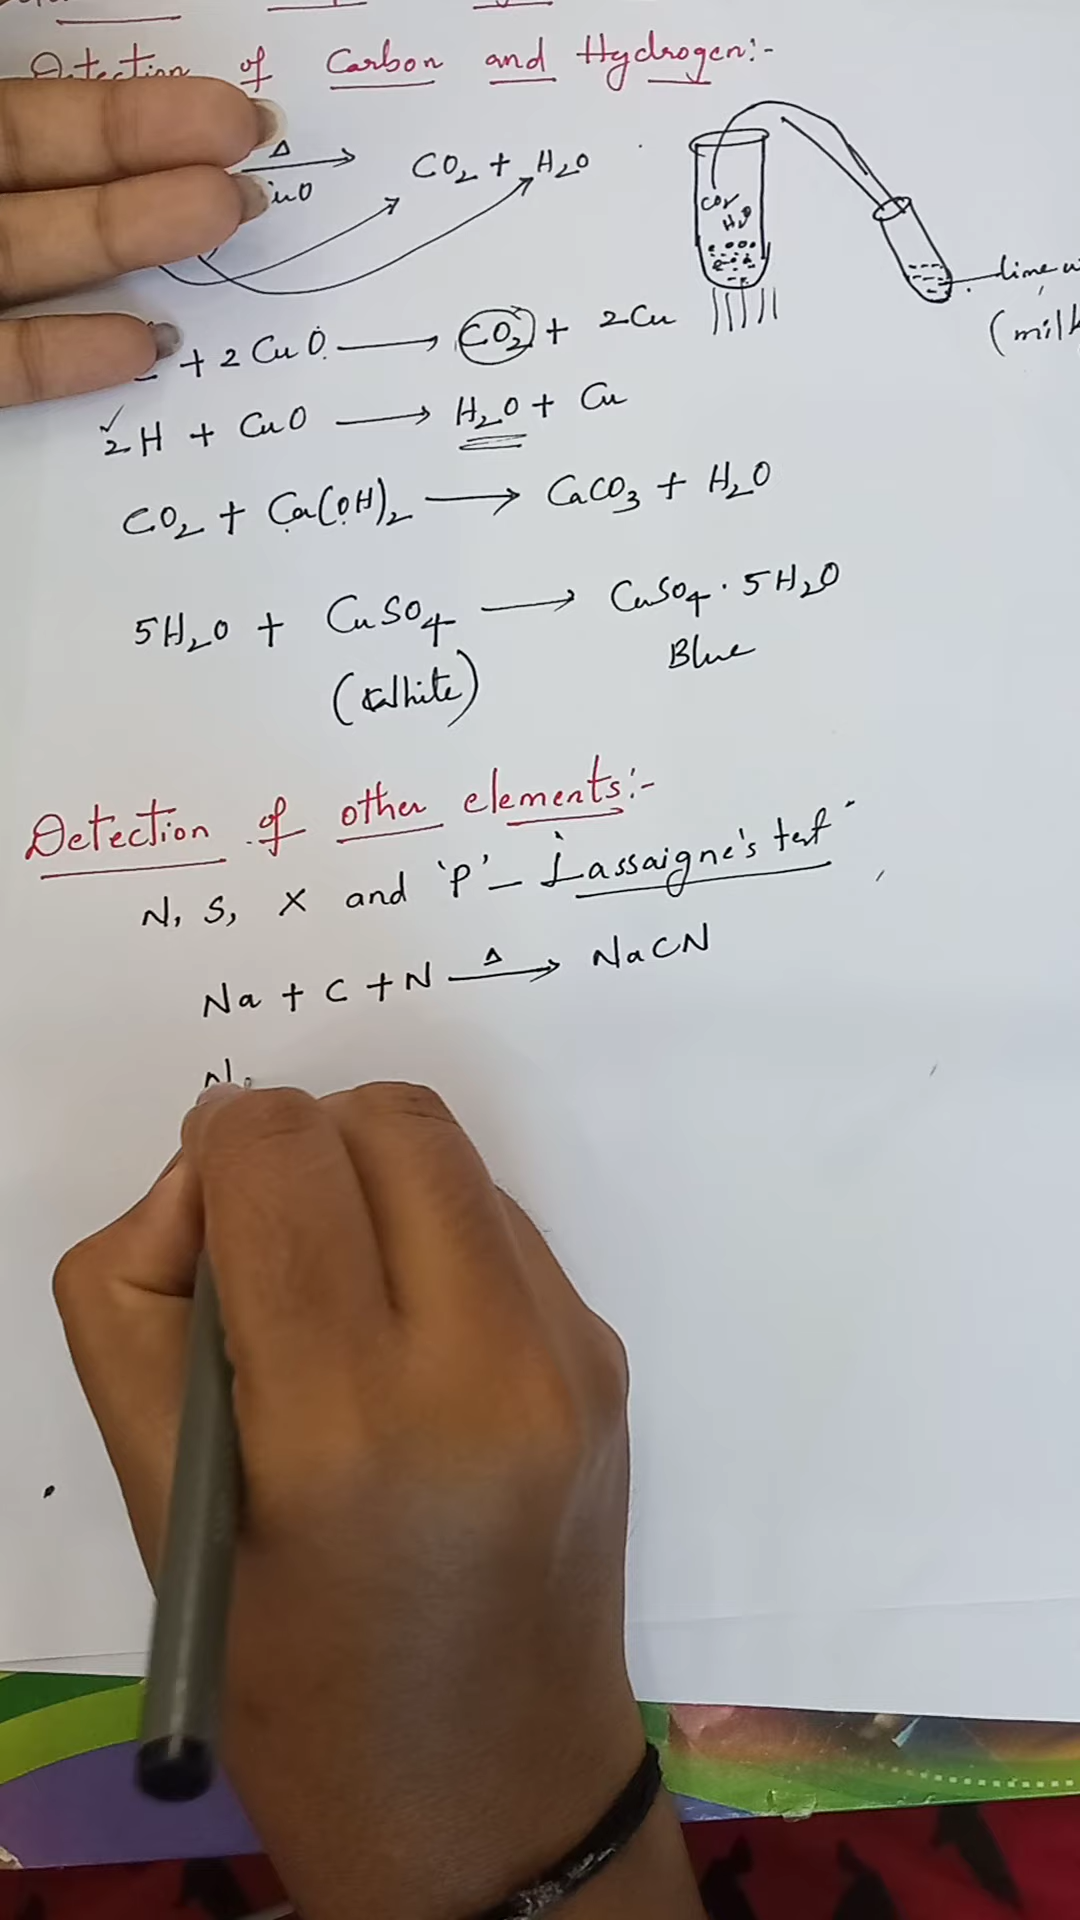 Detection of Carbon and Hydrogen:-
Δ
CuO
CO₂ + H₂O
CO₂
H₂O
lime
(milk
+ 2CuO → CO₂ + 2Cu
2H + CuO → H₂O + Cu
CO₂ + Ca(OH)₂ → CaCO₃ + H₂O
5H₂O + CuSO₄ → CuSO₄·5H₂O
(White)
Blue
Detection of other elements:-
N, S, X and 'P' - Lassaigne's test"
Na + C + N Δ→ NaCN
N